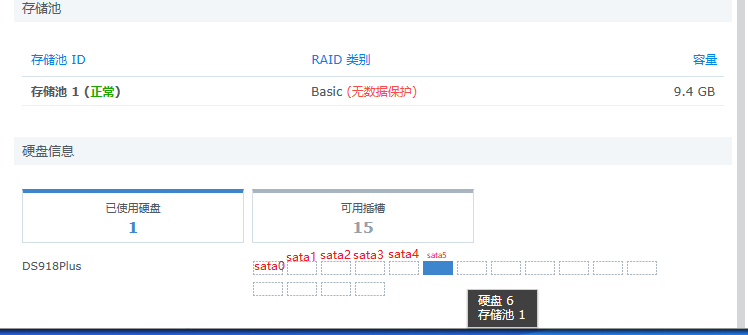 存储池
存储池 ID RAID 类别 容量
存储池 1 (正常) Basic (无数据保护) 9.4 GB
硬盘信息
已使用硬盘 可用插槽
1 15
DS918Plus sata0 sata1 sata2 sata3 sata4 sata5
硬盘 6
存储池 1